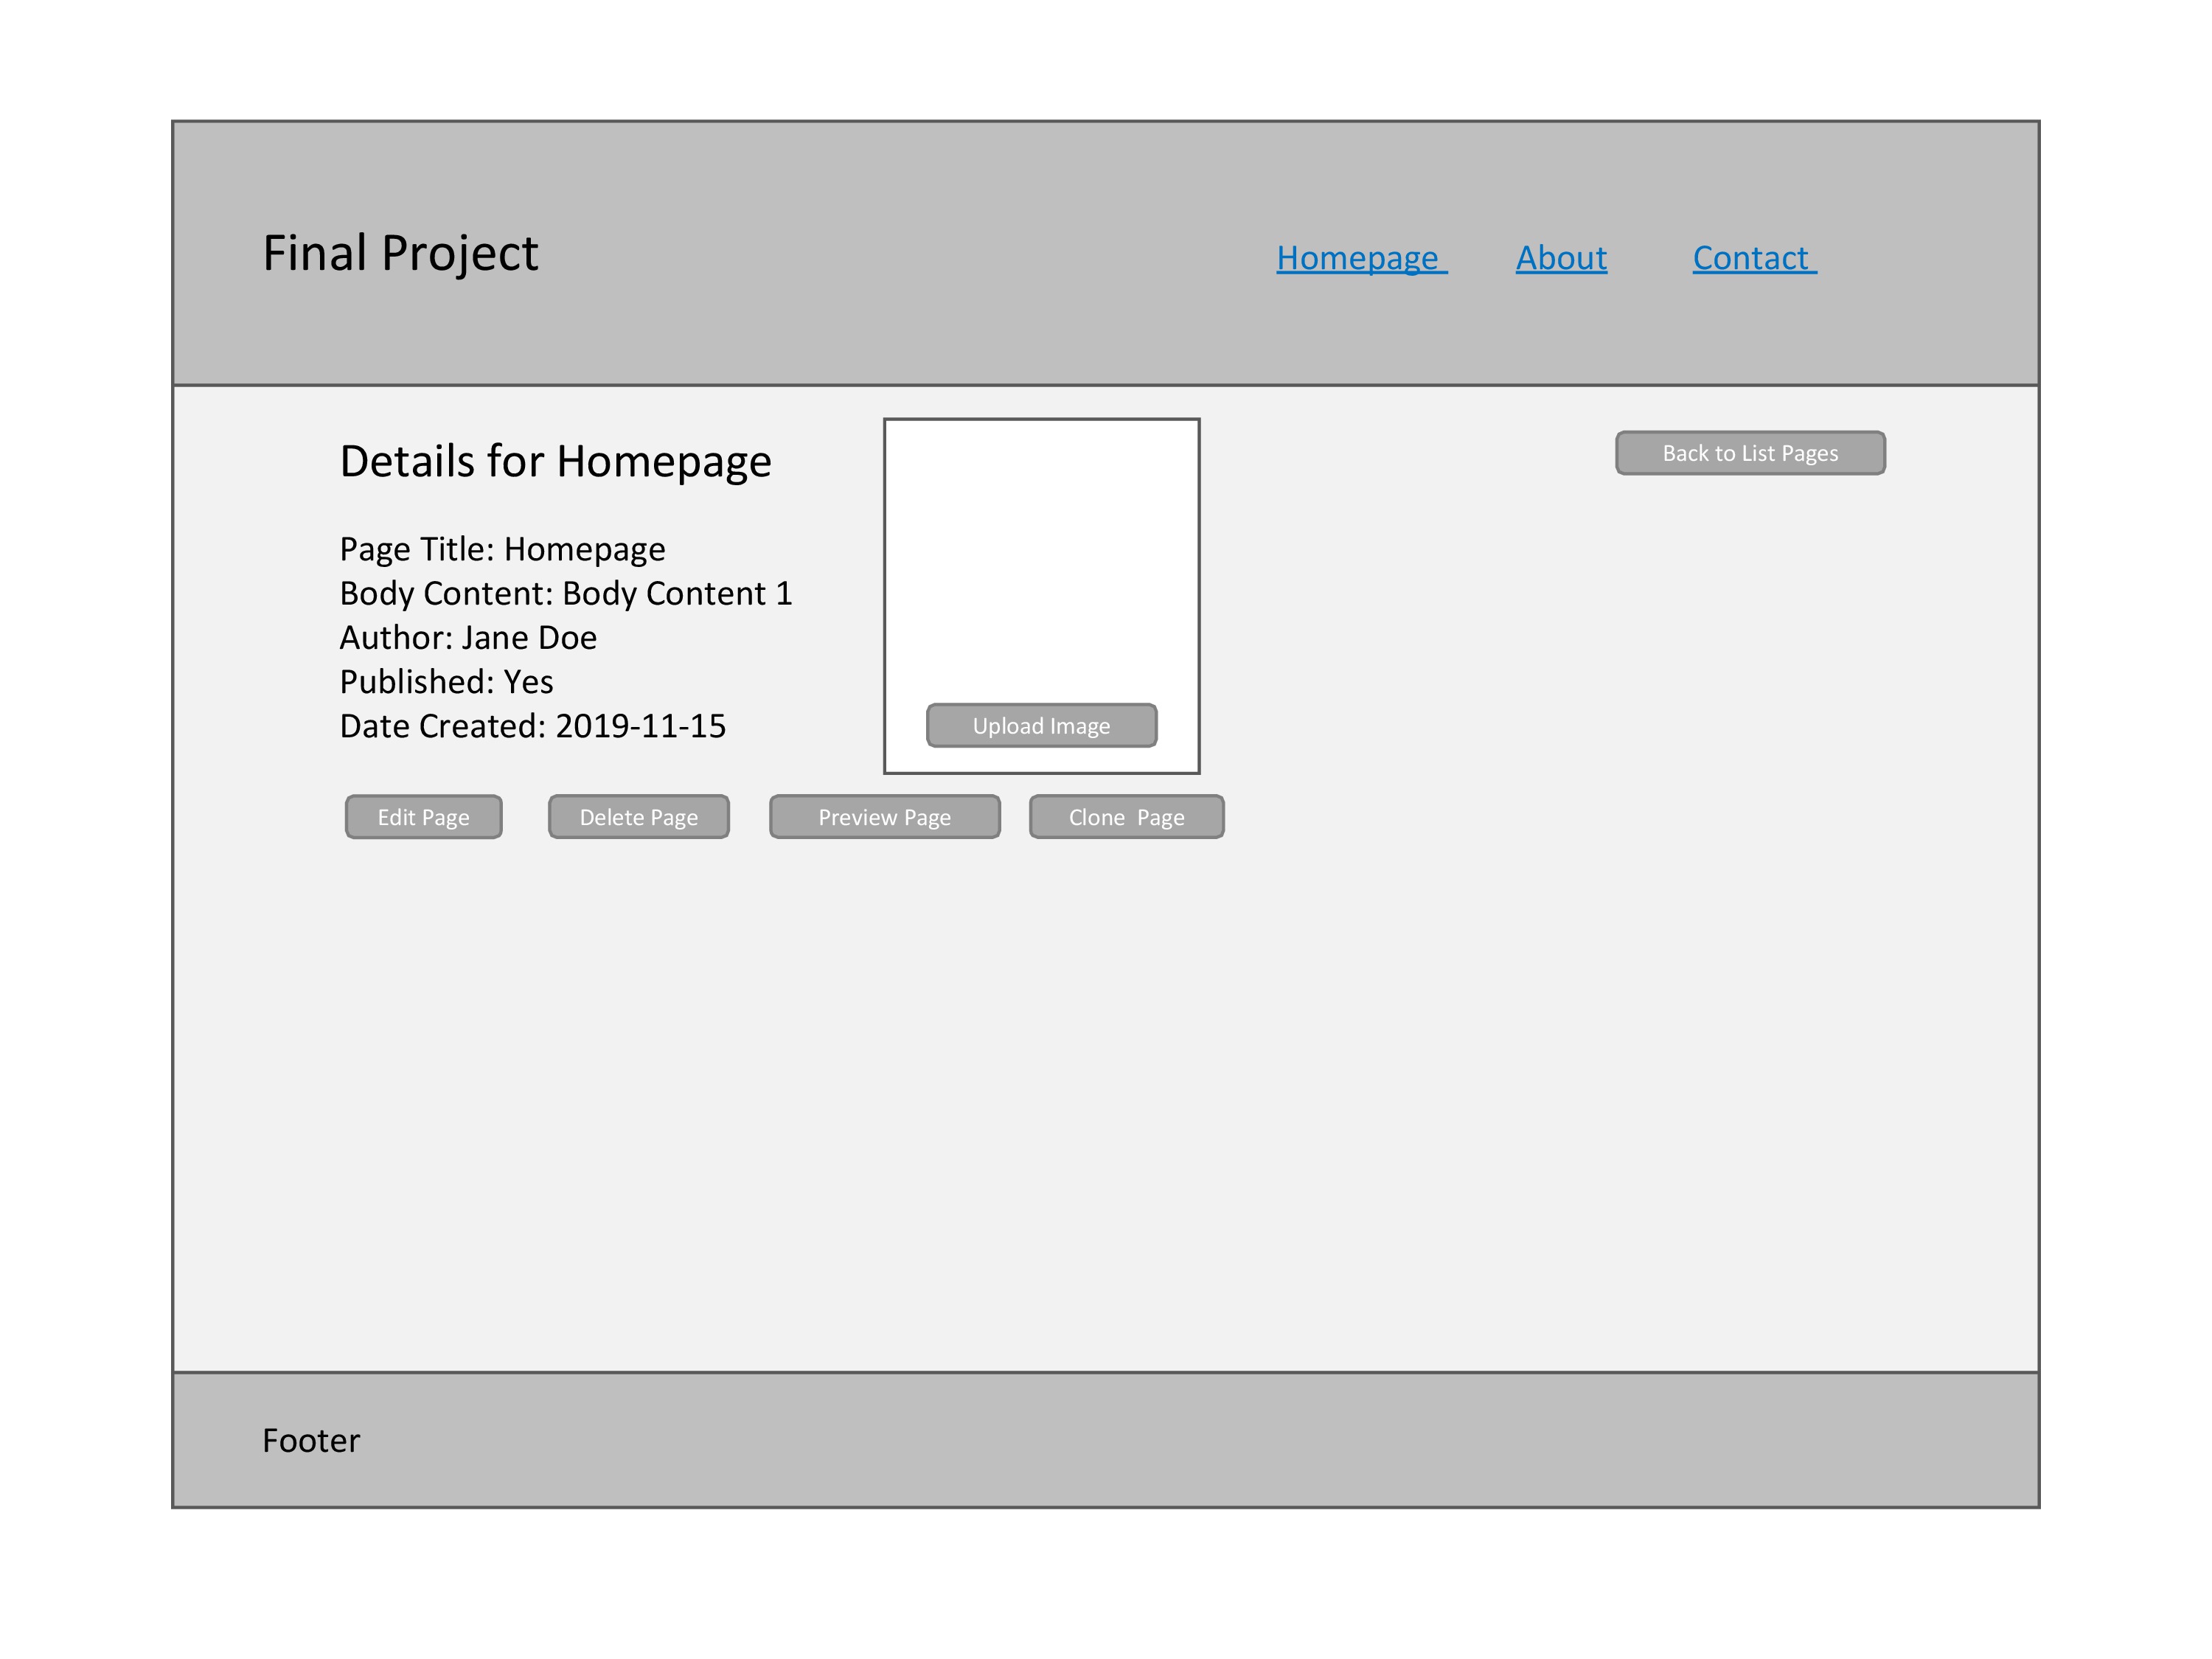 Final Project
Homepage About Contact
Details for Homepage
Back to List Pages
Page Title: Homepage
Body Content: Body Content 1
Author: Jane Doe
Published: Yes
Date Created: 2019-11-15
Upload Image
Edit Page Delete Page Preview Page Clone  Page
Footer